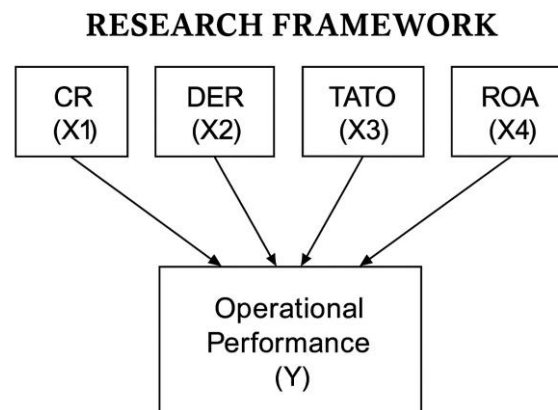 RESEARCH FRAMEWORK
CR
(X1)
DER
(X2)
TATO
(X3)
ROA
(X4)
Operational
Performance
(Y)